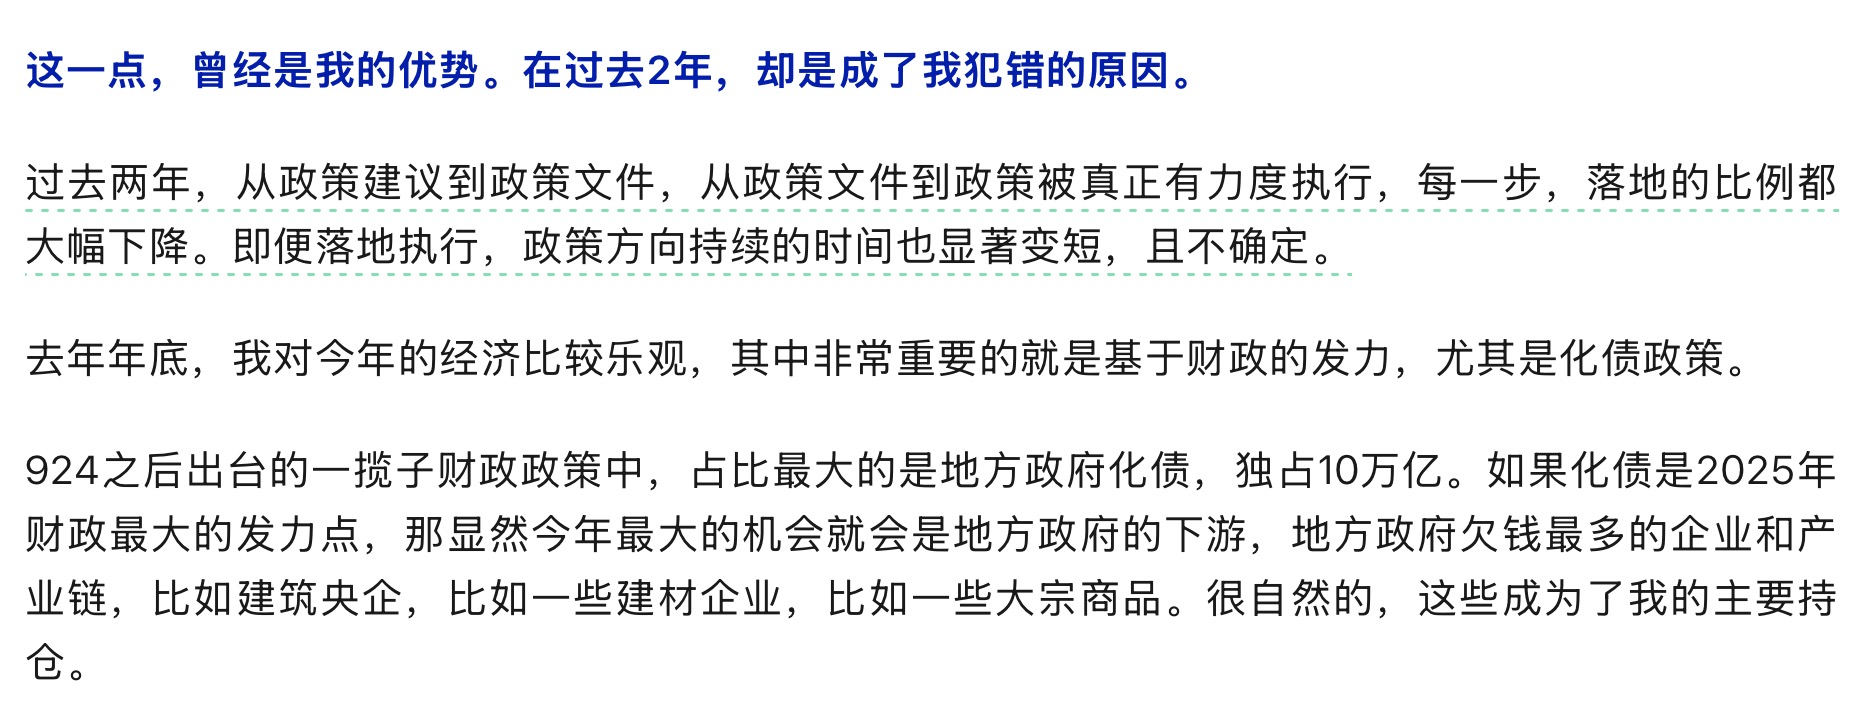 这一点，曾经是我的优势。在过去2年，却是成了我犯错的原因。
过去两年，从政策建议到政策文件，从政策文件到政策被真正有力度执行，每一步，落地的比例都
大幅下降。即便落地执行，政策方向持续的时间也显著变短，且不确定。
去年年底，我对今年的经济比较乐观，其中非常重要的就是基于财政的发力，尤其是化债政策。
924之后出台的一揽子财政政策中，占比最大的是地方政府化债，独占10万亿。如果化债是2025年
财政最大的发力点，那显然今年最大的机会就会是地方政府的下游，地方政府欠钱最多的企业和产
业链，比如建筑央企，比如一些建材企业，比如一些大宗商品。很自然的，这些成为了我的主要持
仓。